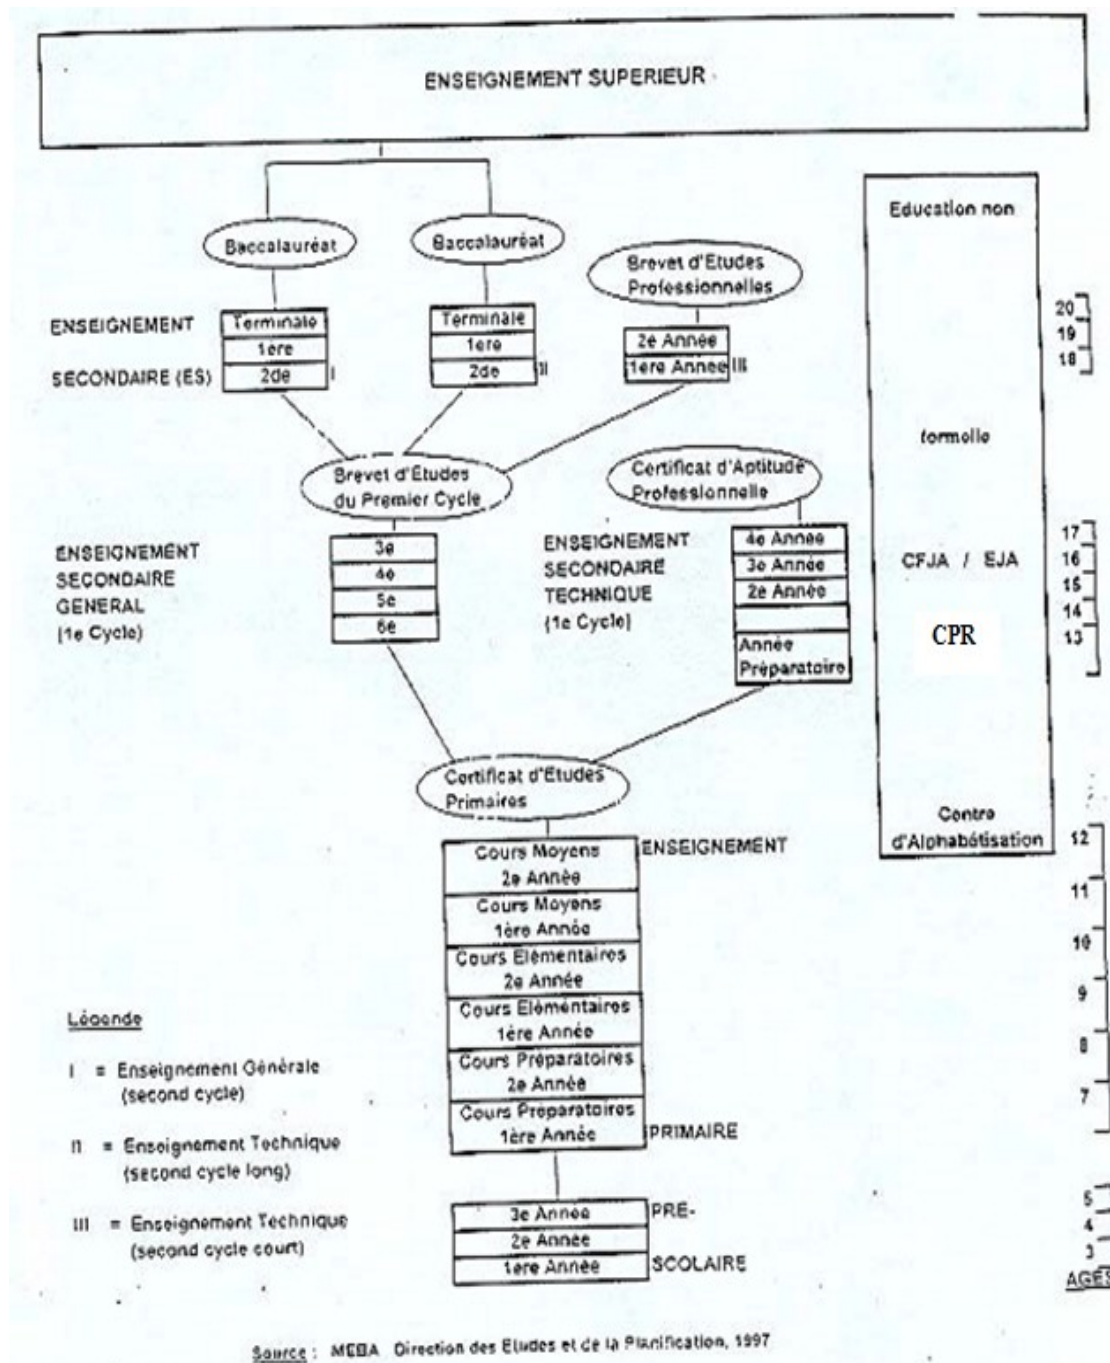 ENSEIGNEMENT SUPERIEUR
Baccalauréat
Baccalauréat
Brevet d'Etudes
Professionnelles
ENSEIGNEMENT
SECONDAIRE (ES)
Terminale
1ere
2de
I
Terminale
1ere
2de
II
2e Année
1ere Année
III
Brevet d'Etudes
du Premier Cycle
Certificat d'Aptitude
Professionnelle
ENSEIGNEMENT
SECONDAIRE
GENERAL
(1e Cycle)
3e
4e
5e
6e
ENSEIGNEMENT
SECONDAIRE
TECHNIQUE
(1e Cycle)
4e Année
3e Année
2e Année
Année
Préparatoire
Certificat d'Etudes
Primaires
Cours Moyens
2e Année
Cours Moyens
1ère Année
Cours Elémentaires
2e Année
Cours Elémentaires
1ère Année
Cours Préparatoires
2e Année
Cours Préparatoires
1ère Année
ENSEIGNEMENT
PRIMAIRE
3e Année
2e Année
1ere Année
PRE-
SCOLAIRE
Education non
formelle
CFJA / EJA
CPR
Centre
d'Alphabétisation
20
19
18
17
16
15
14
13
12
11
10
9
8
7
5
4
3
AGES
Légende
I = Enseignement Générale
(second cycle)
II = Enseignement Technique
(second cycle long)
III = Enseignement Technique
(second cycle court)
Source : MEBA Direction des Etudes et de la Planification, 1997